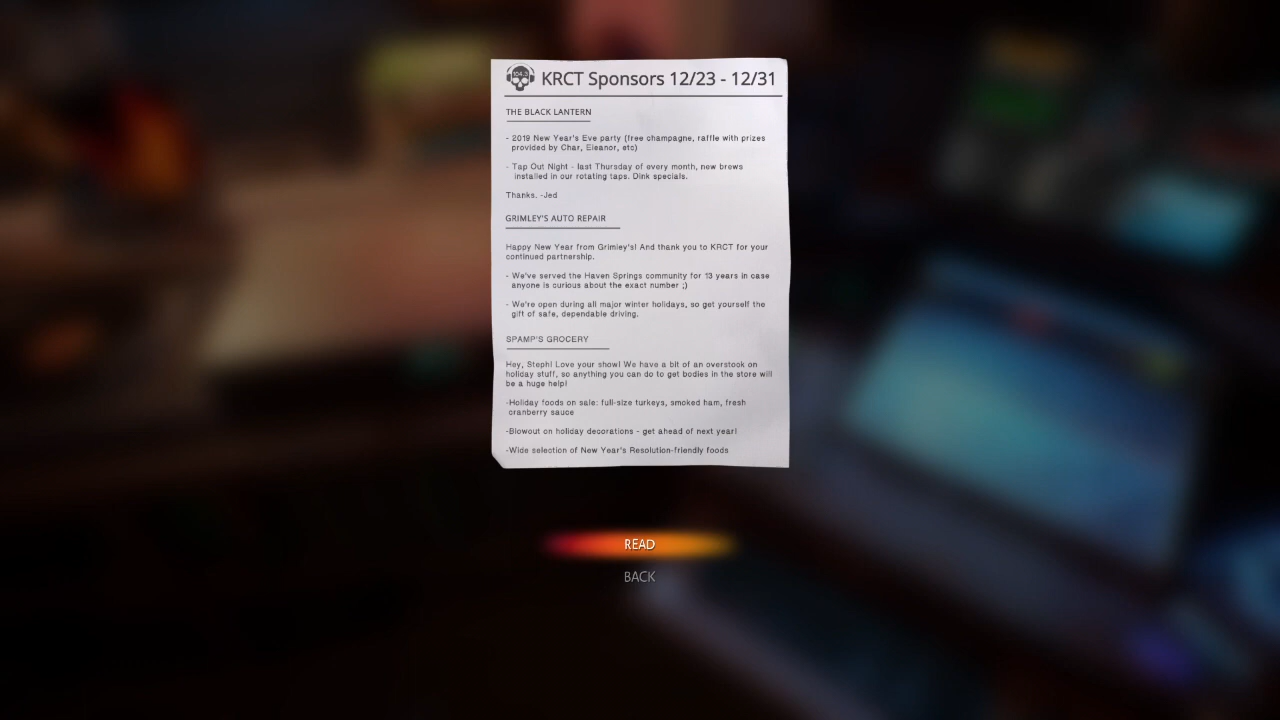 104.3
KRCT Sponsors 12/23 - 12/31
THE BLACK LANTERN
- 2019 New Year's Eve party (free champagne, raffle with prizes
provided by Char, Eleanor, etc)
- Tap Out Night - last Thursday of every month, new brews
installed in our rotating taps. Dink specials.
Thanks. -Jed
GRIMLEY'S AUTO REPAIR
Happy New Year from Grimley's! And thank you to KRCT for your
continued partnership.
- We've served the Haven Springs community for 13 years in case
anyone is curious about the exact number ;)
- We're open during all major winter holidays, so get yourself the
gift of safe, dependable driving.
SPAMP'S GROCERY
Hey, Steph! Love your show! We have a bit of an overstook on
holiday stuff, so anything you can do to get bodies in the store will
be a huge help!
-Holiday foods on sale: full-size turkeys, smoked ham, fresh
cranberry sauce
-Blowout on holiday decorations - get ahead of next year!
-Wide selection of New Year's Resolution-friendly foods
READ
BACK